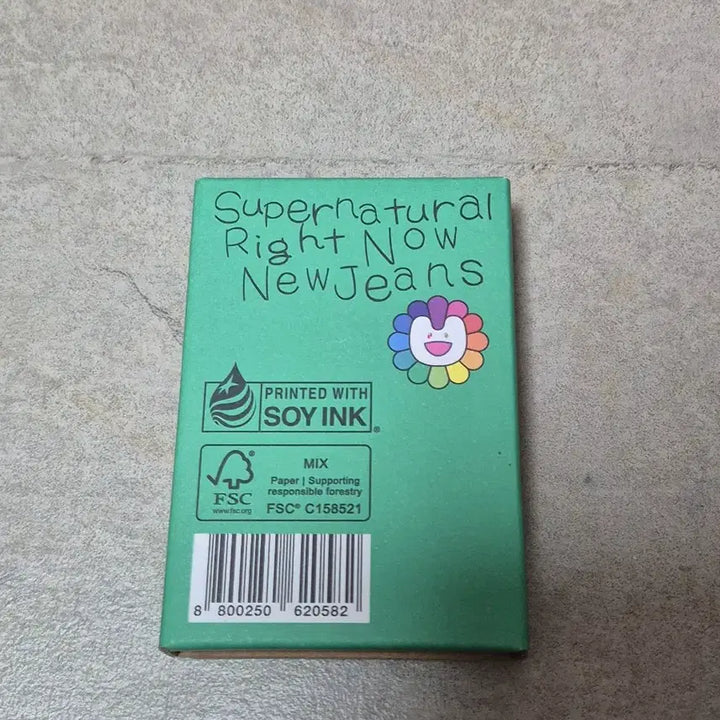 Supernatural
Right Now
NewJeans
PRINTED WITH
SOY INK®
FSC
www.fsc.org
MIX
Paper | Supporting
responsible forestry
FSC® C158521
8 800250 620582